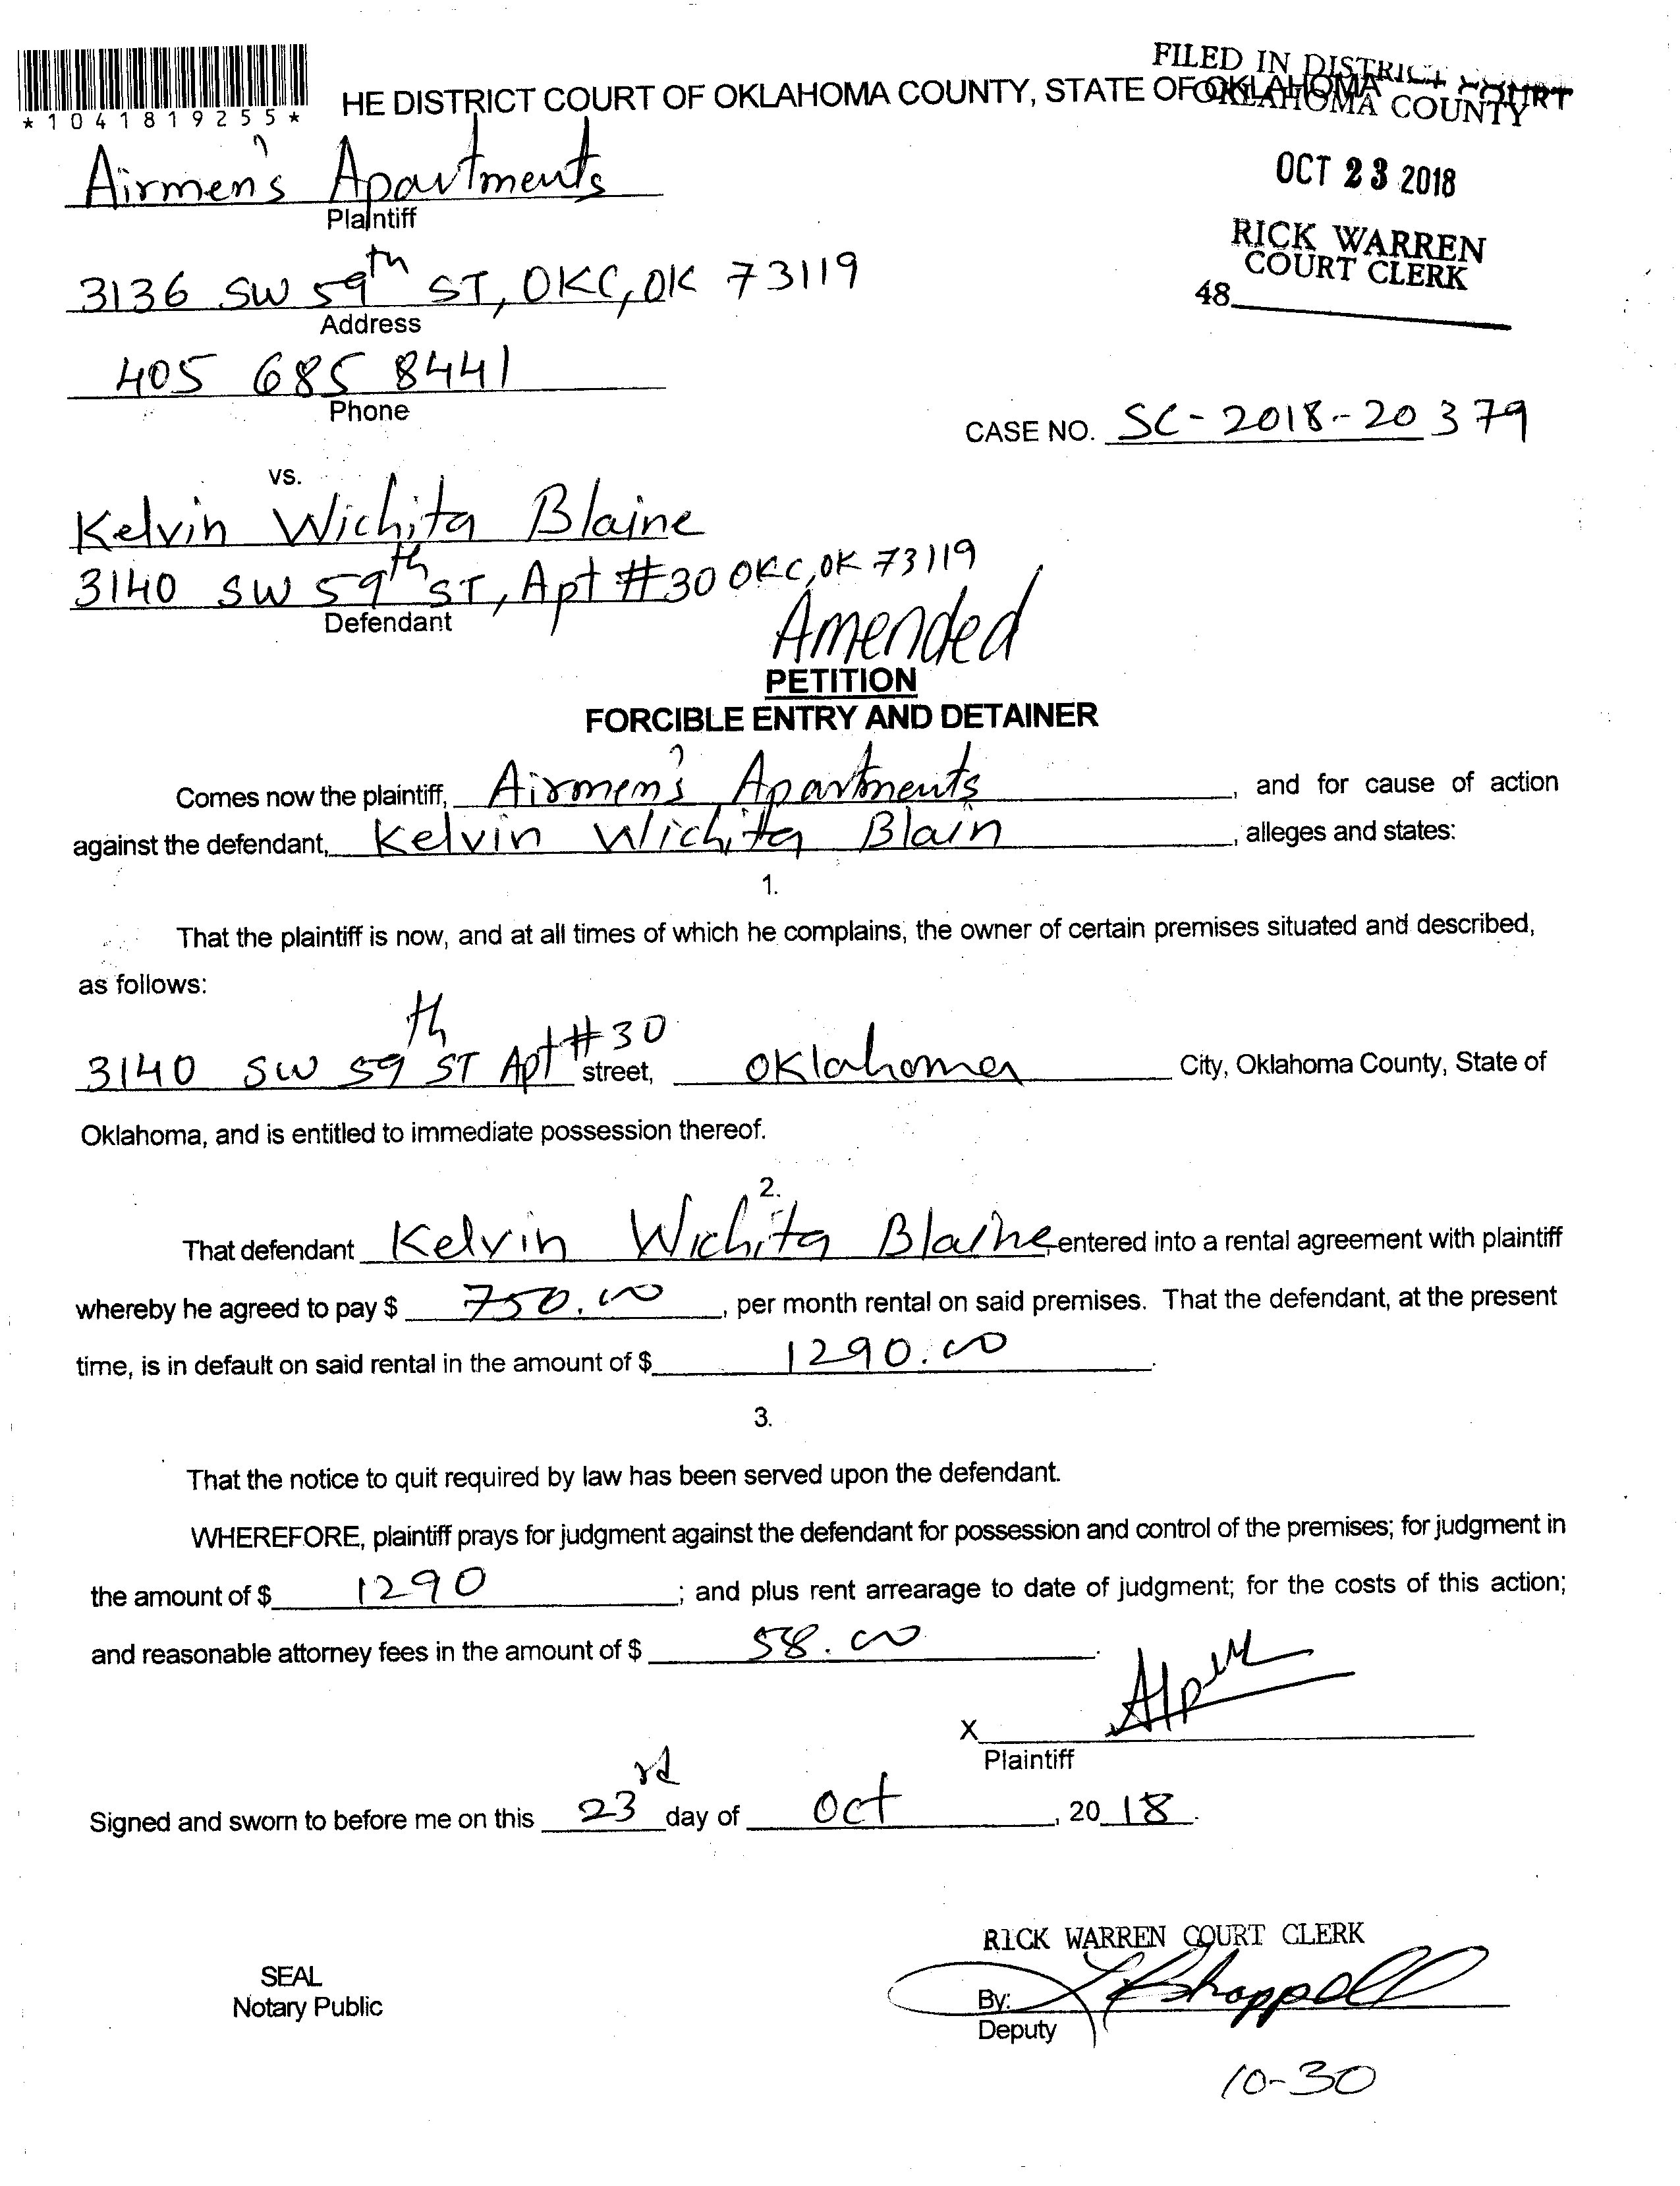 *1041819255*
HE DISTRICT COURT OF OKLAHOMA COUNTY, STATE OF OKLAHOMA
FILED IN DISTRICT COURT
OKLAHOMA COUNTY
OCT 23 2018
RICK WARREN
COURT CLERK
48
Airmen's Apartments
Plaintiff
3136 SW 59th ST, OKC, OK 73119
Address
405 685 8441
Phone
CASE NO. SC-2018-20379
vs.
Kelvin Wichita Blaine
3140 SW 59th ST, Apt #30 OKC, OK 73119
Defendant
Amended
PETITION
FORCIBLE ENTRY AND DETAINER
Comes now the plaintiff, Airmen's Apartments, and for cause of action
against the defendant, Kelvin Wichita Blain, alleges and states:
1.
That the plaintiff is now, and at all times of which he complains, the owner of certain premises situated and described,
as follows:
3140 SW 59th ST Apt #30 street, Oklahoma City, Oklahoma County, State of
Oklahoma, and is entitled to immediate possession thereof.
2.
That defendant Kelvin Wichita Blaine, entered into a rental agreement with plaintiff
whereby he agreed to pay $ 750.00, per month rental on said premises. That the defendant, at the present
time, is in default on said rental in the amount of $ 1290.00.
3.
That the notice to quit required by law has been served upon the defendant.
WHEREFORE, plaintiff prays for judgment against the defendant for possession and control of the premises; for judgment in
the amount of $ 1290; and plus rent arrearage to date of judgment; for the costs of this action;
and reasonable attorney fees in the amount of $ 58.00.
X
Plaintiff
Signed and sworn to before me on this 23rd day of Oct, 20 18.
RICK WARREN COURT CLERK
SEAL
Notary Public
By:
Deputy
10-30